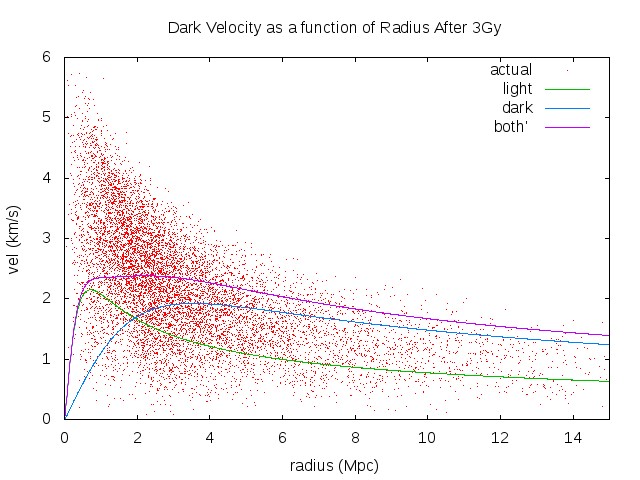 Dark Velocity as a function of Radius After 3Gy
actual
light
dark
both'
vel (km/s)
6
5
4
3
2
1
0
0 2 4 6 8 10 12 14
radius (Mpc)